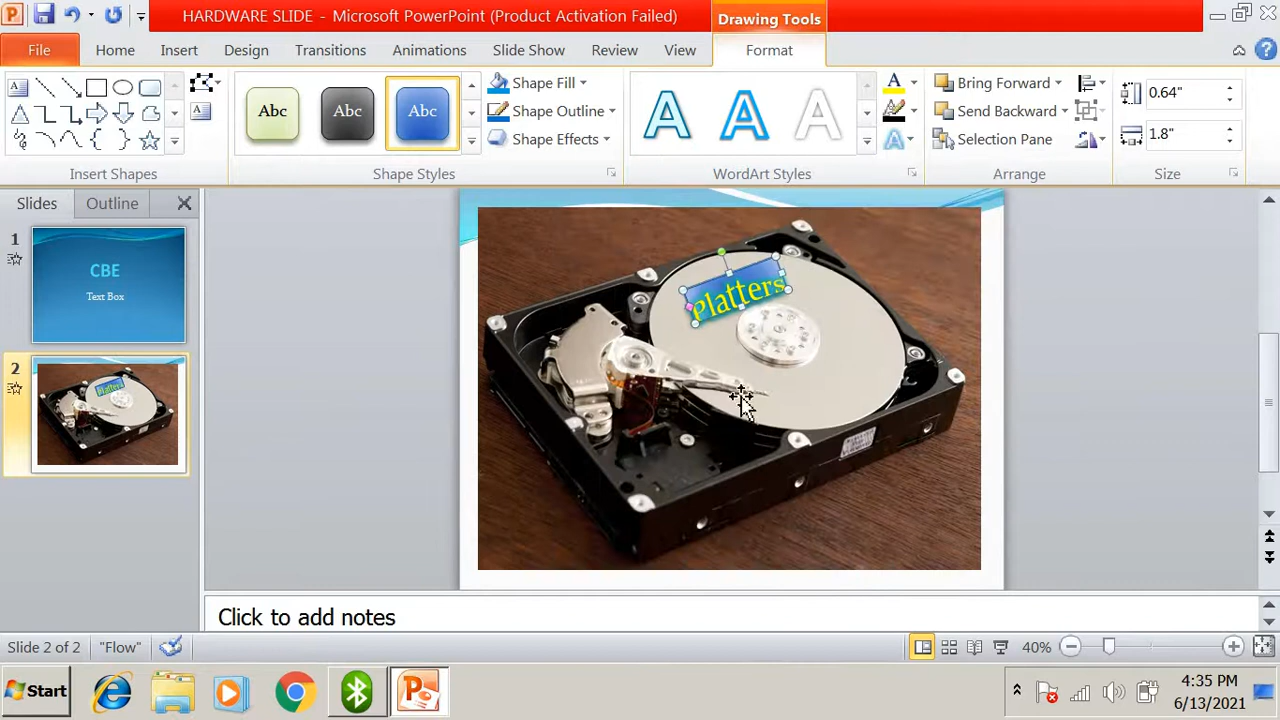 HARDWARE SLIDE - Microsoft PowerPoint (Product Activation Failed)
Drawing Tools
File Home Insert Design Transitions Animations Slide Show Review View Format
Abc Abc Abc
Shape Fill
Shape Outline
Shape Effects
A A A
Bring Forward
Send Backward
Selection Pane
0.64"
1.8"
Insert Shapes Shape Styles WordArt Styles Arrange Size
Slides Outline
1
CBE
Text Box
2
Platters
Platters
Click to add notes
Slide 2 of 2 "Flow" 40%
Start
4:35 PM
6/13/2021